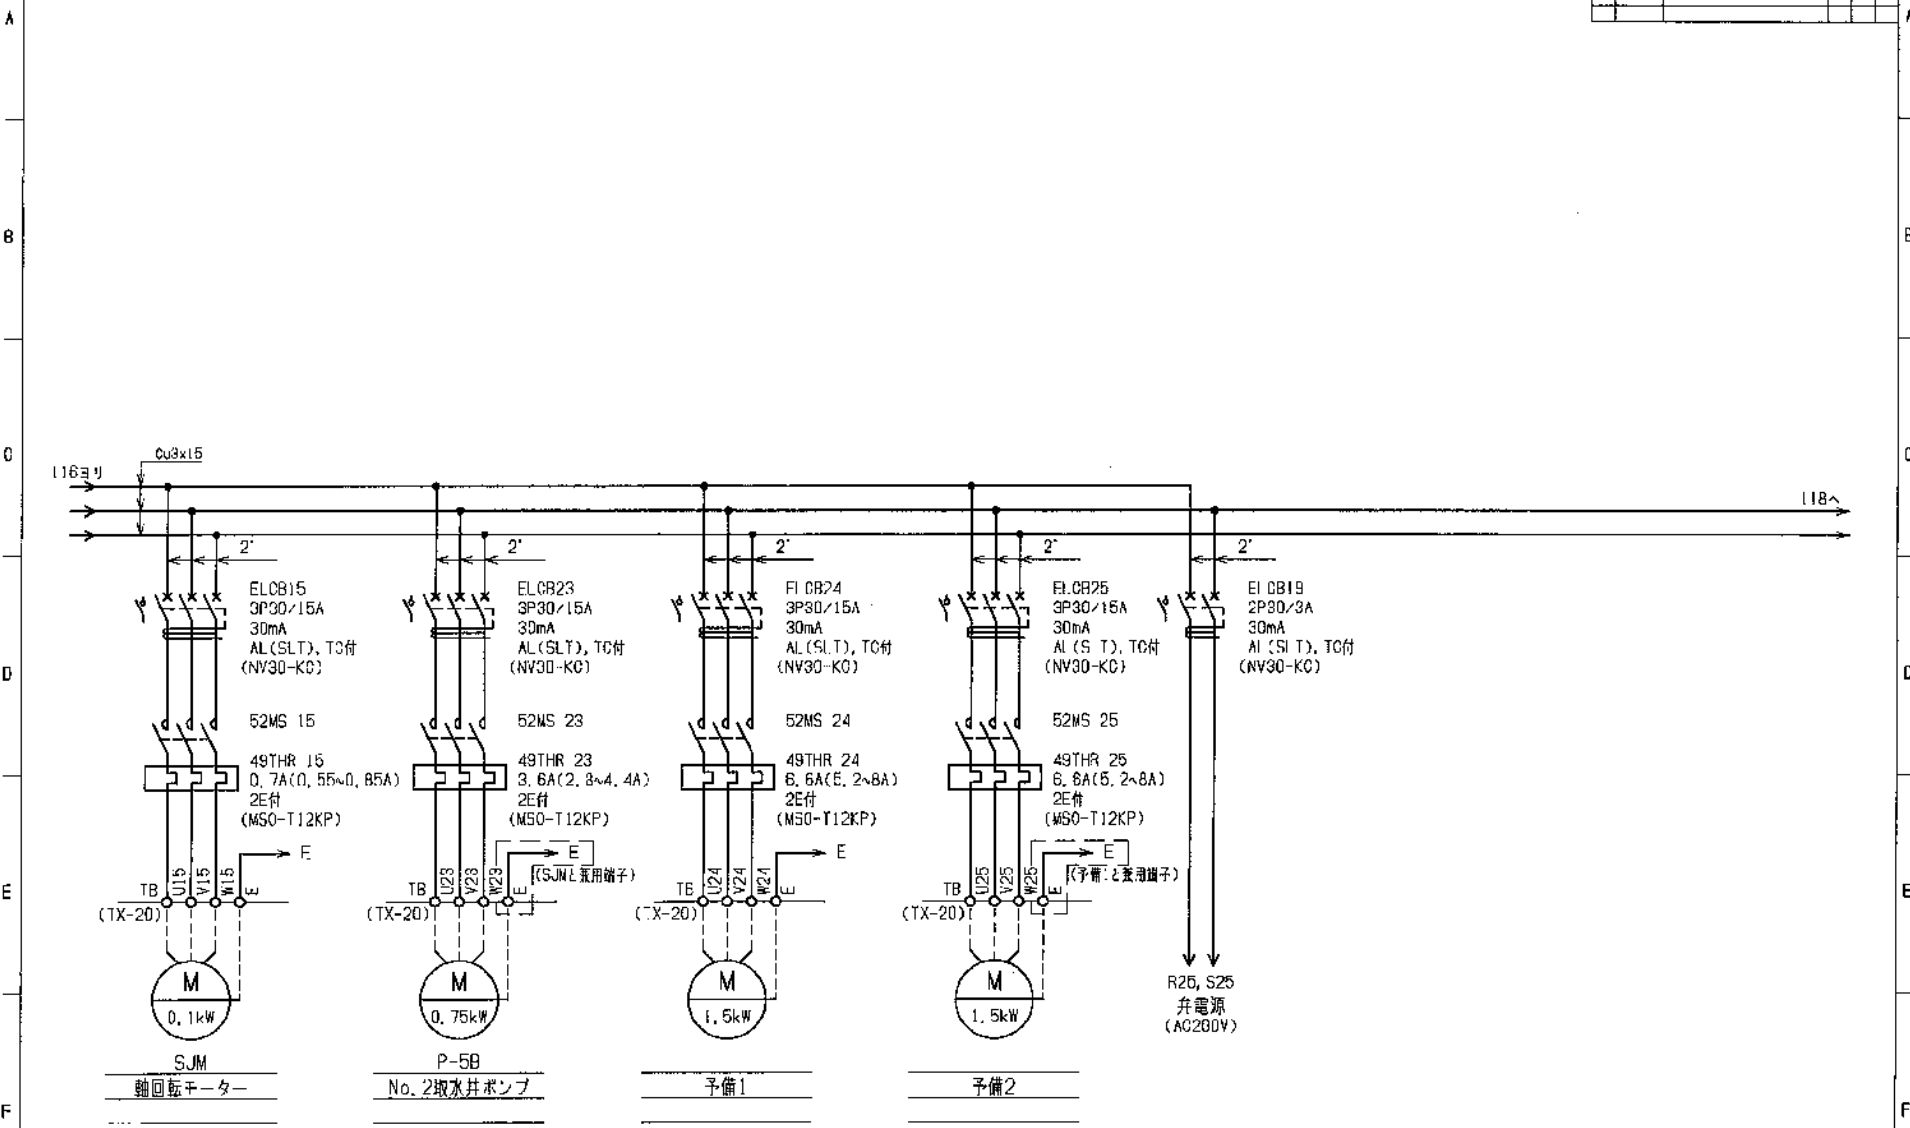 A
A
B
B
C
C
D
D
E
E
F
F
Cu3x15
116ヨリ
118へ
2°
2°
2°
2°
2°
ELCB15
3P30/15A
30mA
AL(SLT), TC付
(NV30-KC)
52MS 15
49THR 15
0.7A(0.55~0.85A)
2E付
(MSO-T12KP)
E
TB
U15
V15
W15
E
(TX-20)
M
0.1kW
SJM
軸回転モーター
ELCB23
3P30/15A
30mA
AL(SLT), TC付
(NV30-KC)
52MS 23
49THR 23
3.6A(2.8~4.4A)
2E付
(MSO-T12KP)
E
(SJMと兼用端子)
TB
U23
V23
W23
E
(TX-20)
M
0.75kW
P-5B
No.2取水井ポンプ
ELCB24
3P30/15A
30mA
AL(SLT), TC付
(NV30-KC)
52MS 24
49THR 24
6.6A(5.2~8A)
2E付
(MSO-T12KP)
E
TB
U24
V24
W24
E
(TX-20)
M
1.5kW
予備1
ELCB25
3P30/15A
30mA
AL(SLT), TC付
(NV30-KC)
52MS 25
49THR 25
6.6A(5.2~8A)
2E付
(MSO-T12KP)
E
(予備1と兼用端子)
TB
U25
V25
W25
E
(TX-20)
M
1.5kW
予備2
ELCB19
2P30/3A
30mA
AL(SLT), TC付
(NV30-KC)
R25, S25
弁電源
(AC200V)